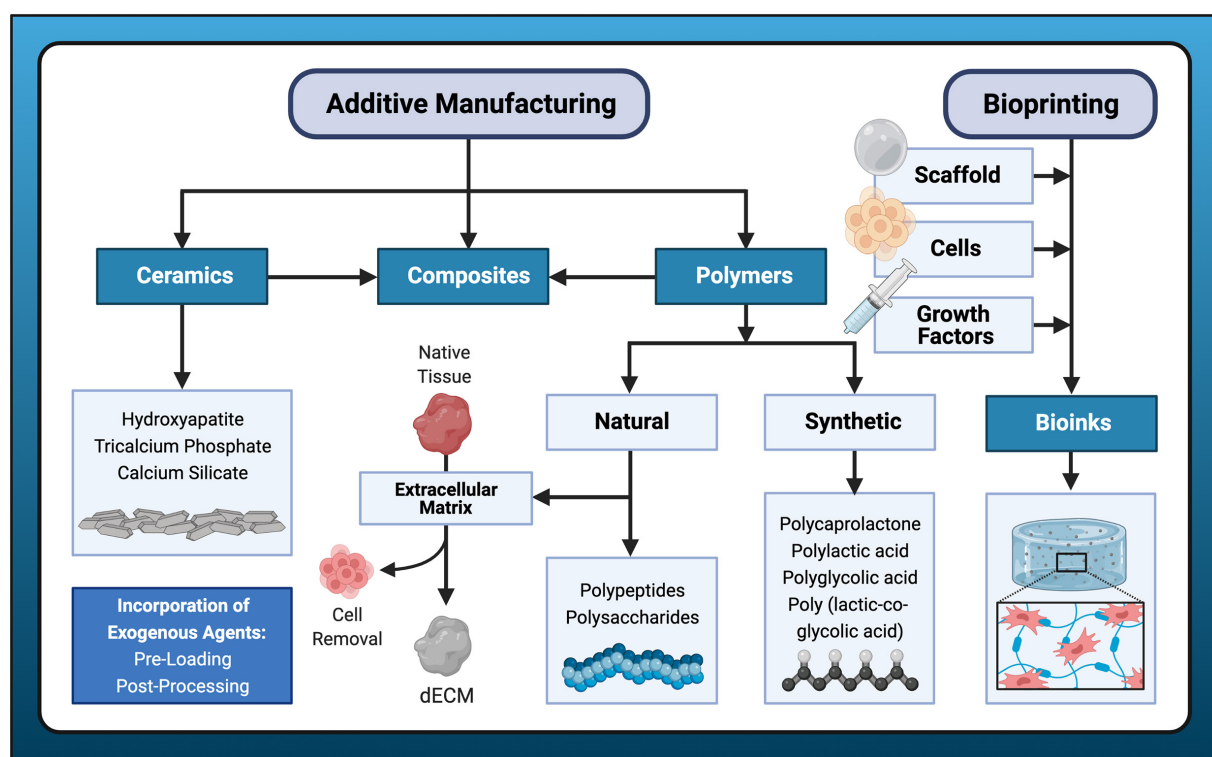 Additive Manufacturing
Bioprinting
Scaffold
Cells
Growth
Factors
Ceramics
Composites
Polymers
Native
Tissue
Hydroxyapatite
Tricalcium Phosphate
Calcium Silicate
Natural
Synthetic
Bioinks
Extracellular
Matrix
Polycaprolactone
Polylactic acid
Polyglycolic acid
Poly (lactic-co-
glycolic acid)
Polypeptides
Polysaccharides
Cell
Removal
dECM
Incorporation of
Exogenous Agents:
Pre-Loading
Post-Processing